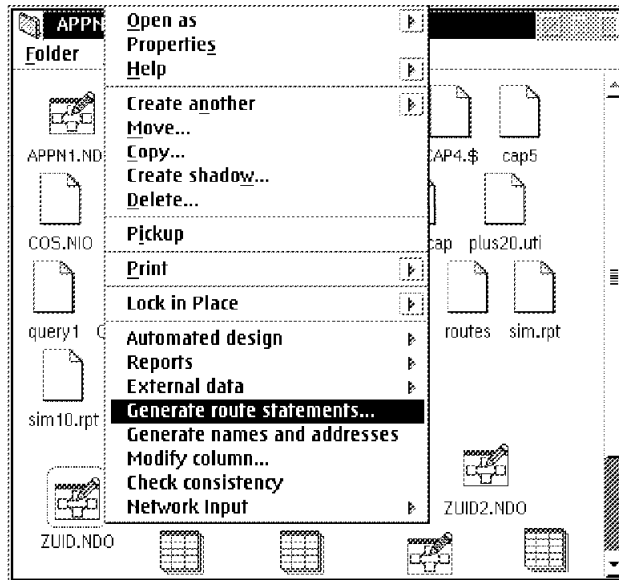 APPN
Folder
Open as
Properties
Help
Create another
Move...
Copy...
Create shadow...
Delete...
Pickup
Print
Lock in Place
Automated design
Reports
External data
Generate route statements...
Generate names and addresses
Modify column...
Check consistency
Network Input
APPN1.ND
CAP4.$ cap5
COS.NIO
cap plus20.uti
query1
routes sim.rpt
sim10.rpt
ZUID2.NDO
ZUID.NDO